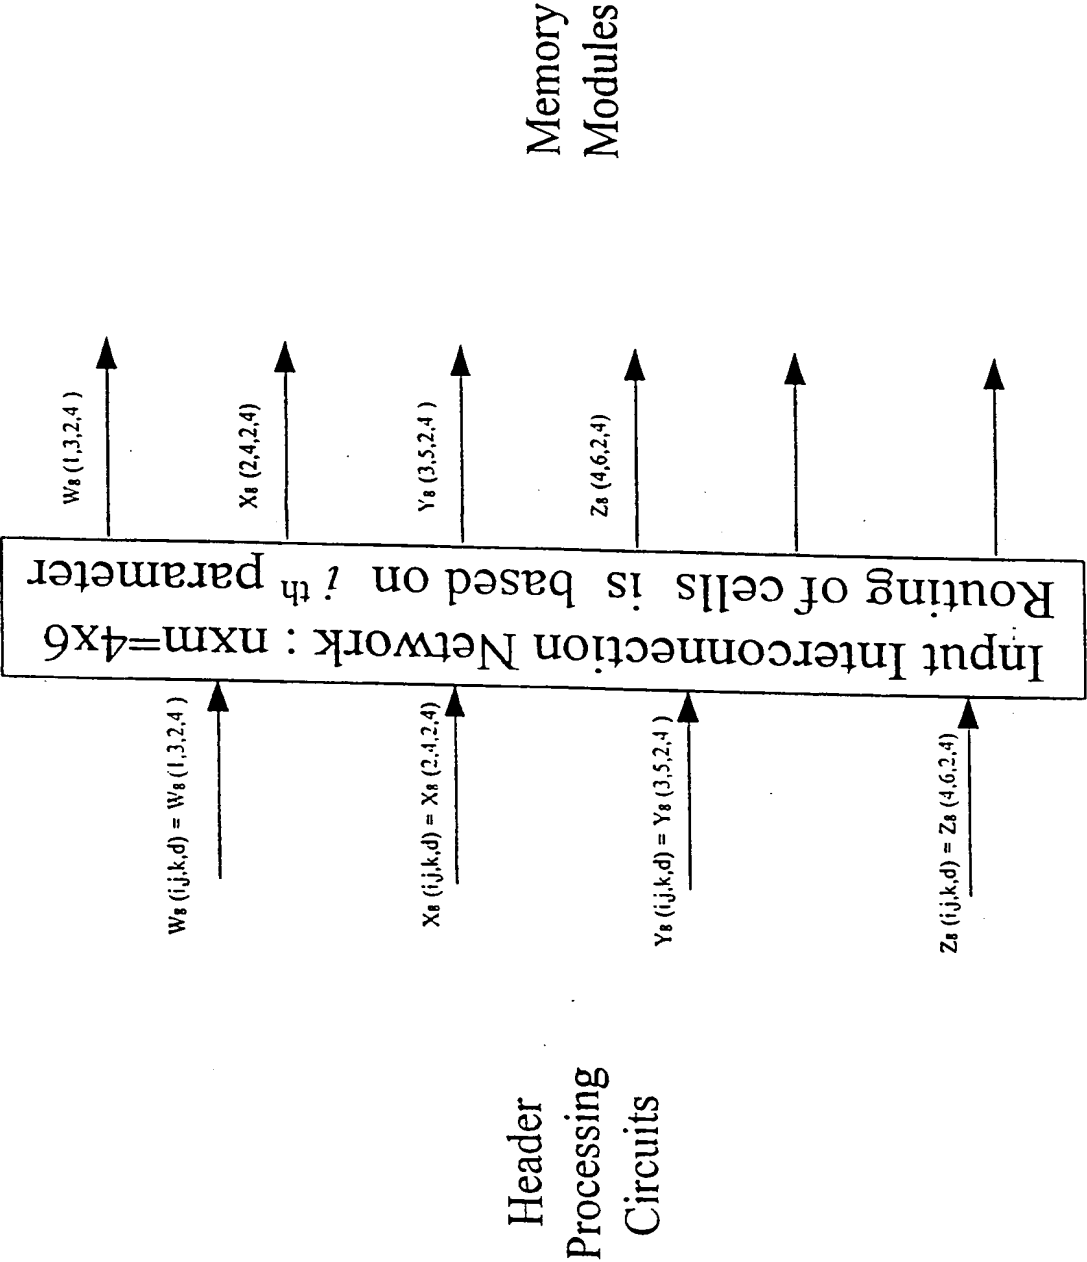 Header
Processing
Circuits
W8 (i,j,k,d) = W8 (1,3,2,4 )
X8 (i,j,k,d) = X8 (2,4,2,4)
Y8 (i,j,k,d) = Y8 (3,5,2,4 )
Z8 (i,j,k,d) = Z8 (4,6,2,4)
Input Interconnection Network : nxm=4x6
Routing of cells is based on i th parameter
W8 (1,3,2,4 )
X8 (2,4,2,4)
Y8 (3,5,2,4 )
Z8 (4,6,2,4)
Memory
Modules